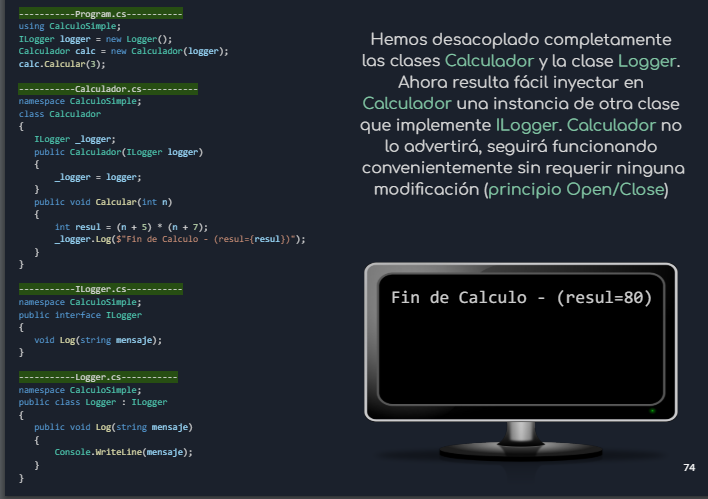 -----------Program.cs-----------
using CalculoSimple;
ILogger logger = new Logger();
Calculador calc = new Calculador(logger);
calc.Calcular(3);
-----------Calculador.cs-----------
namespace CalculoSimple;
class Calculador
{
ILogger _logger;
public Calculador(ILogger logger)
{
_logger = logger;
}
public void Calcular(int n)
{
int resul = (n + 5) * (n + 7);
_logger.Log($"Fin de Calculo - (resul={resul})");
}
}
-----------ILogger.cs-----------
namespace CalculoSimple;
public interface ILogger
{
void Log(string mensaje);
}
-----------Logger.cs-----------
namespace CalculoSimple;
public class Logger : ILogger
{
public void Log(string mensaje)
{
Console.WriteLine(mensaje);
}
}
Hemos desacoplado completamente
las clases Calculador y la clase Logger.
Ahora resulta fácil inyectar en
Calculador una instancia de otra clase
que implemente ILogger. Calculador no
lo advertirá, seguirá funcionando
convenientemente sin requerir ninguna
modificación (principio Open/Close)
Fin de Calculo - (resul=80)
74